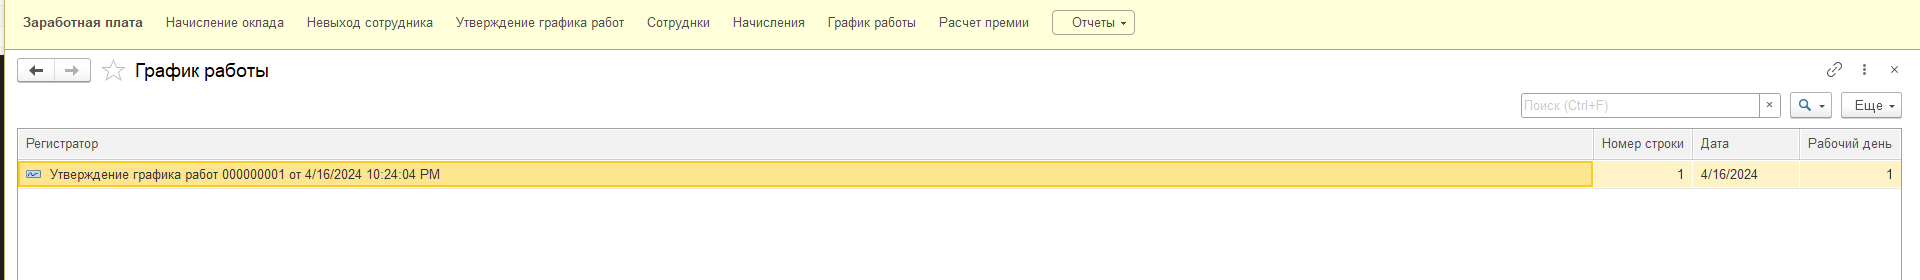 Заработная плата Начисление оклада Невыход сотрудника Утверждение графика работ Сотруднки Начисления График работы Расчет премии Отчеты
График работы
Поиск (Ctrl+F) × Еще
Регистратор Номер строки Дата Рабочий день
Утверждение графика работ 000000001 от 4/16/2024 10:24:04 PM 1 4/16/2024 1